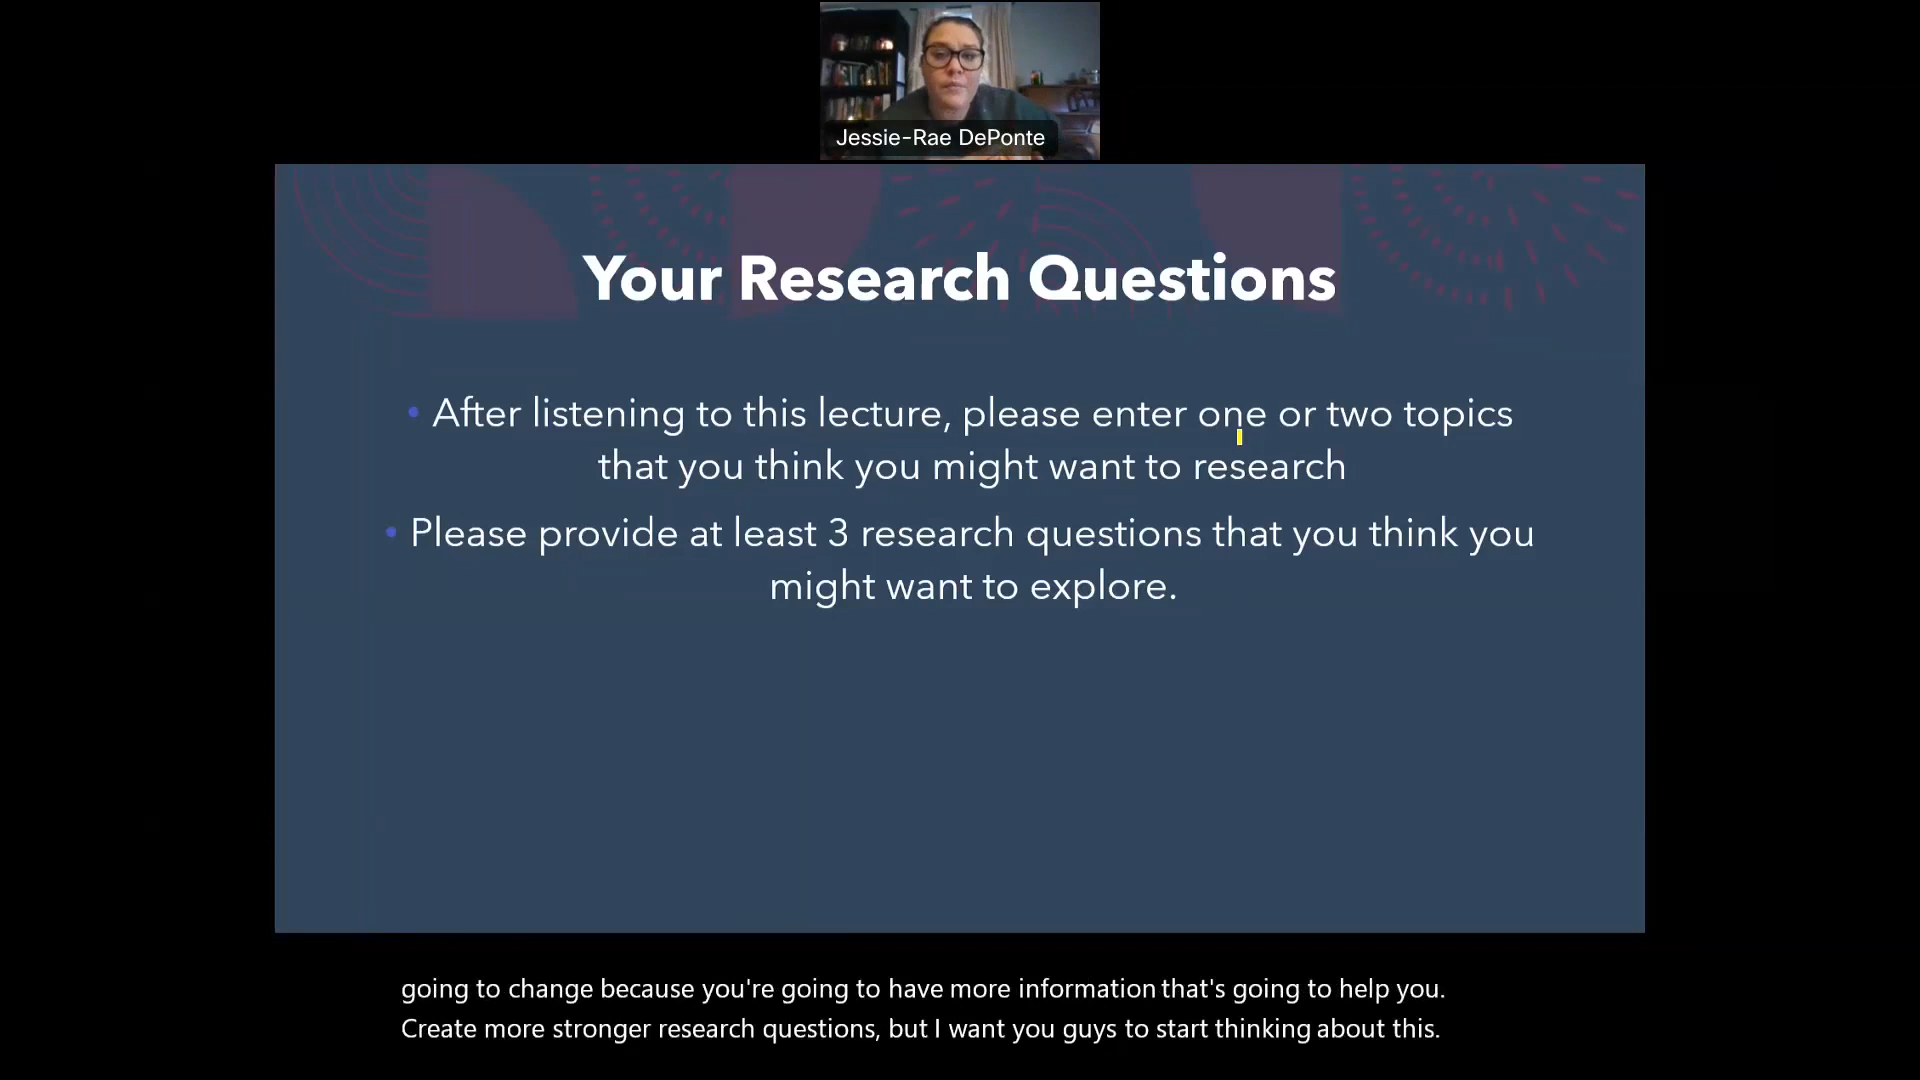 Jessie-Rae DePonte
Your Research Questions
• After listening to this lecture, please enter one or two topics
that you think you might want to research
• Please provide at least 3 research questions that you think you
might want to explore.
going to change because you're going to have more information that's going to help you.
Create more stronger research questions, but I want you guys to start thinking about this.